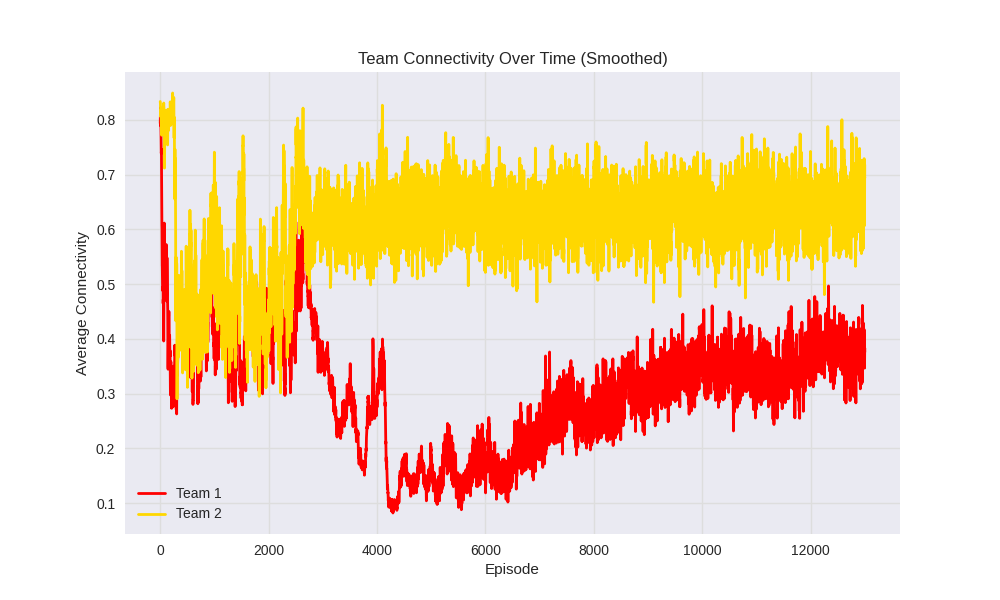 Team Connectivity Over Time (Smoothed)
Average Connectivity
0.8
0.7
0.6
0.5
0.4
0.3
0.2
0.1
Team 1
Team 2
0 2000 4000 6000 8000 10000 12000
Episode